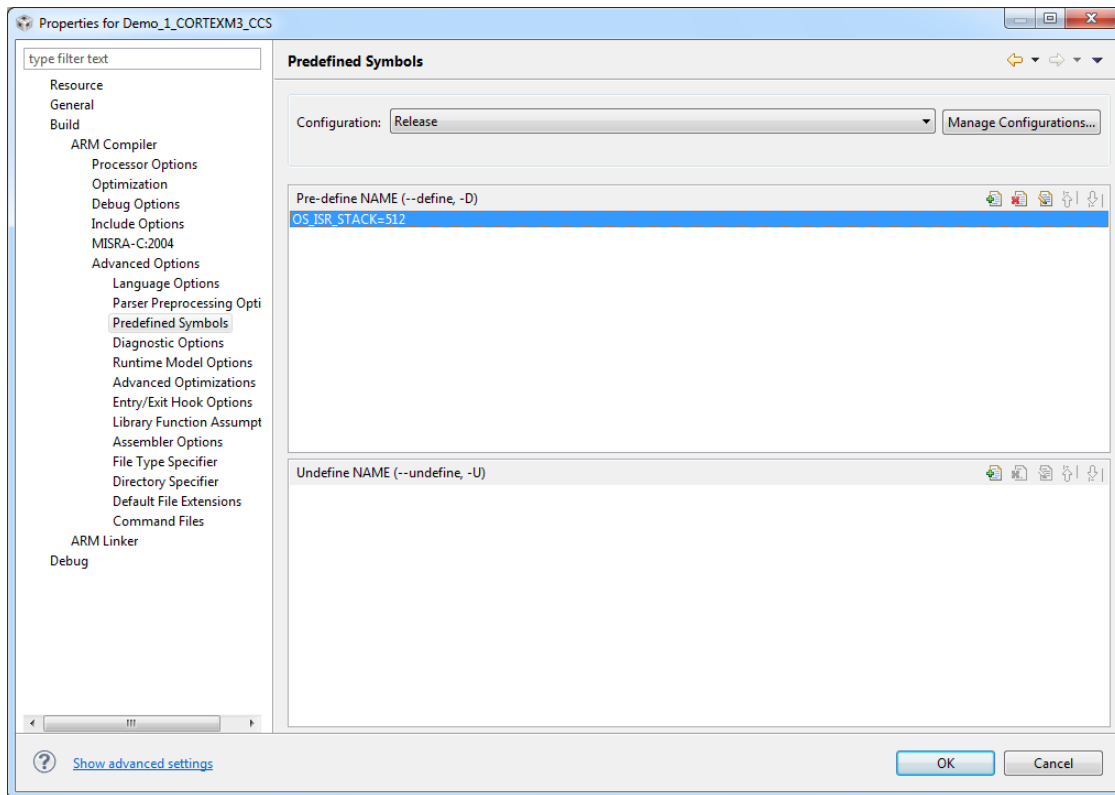 Properties for Demo_1_CORTEXM3_CCS
type filter text
Resource
General
Build
ARM Compiler
Processor Options
Optimization
Debug Options
Include Options
MISRA-C:2004
Advanced Options
Language Options
Parser Preprocessing Opti
Predefined Symbols
Diagnostic Options
Runtime Model Options
Advanced Optimizations
Entry/Exit Hook Options
Library Function Assumpt
Assembler Options
File Type Specifier
Directory Specifier
Default File Extensions
Command Files
ARM Linker
Debug
Predefined Symbols
Configuration: Release
Manage Configurations...
Pre-define NAME (--define, -D)
OS_ISR_STACK=512
Undefine NAME (--undefine, -U)
Show advanced settings
OK
Cancel